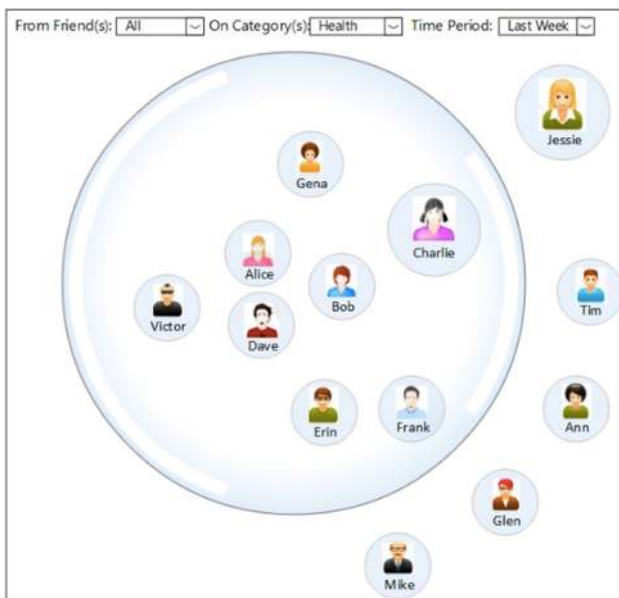 From Friend(s): All On Category(s): Health Time Period: Last Week
Jessie
Gena
Charlie
Alice
Bob
Victor
Dave
Tim
Erin
Frank
Ann
Glen
Mike